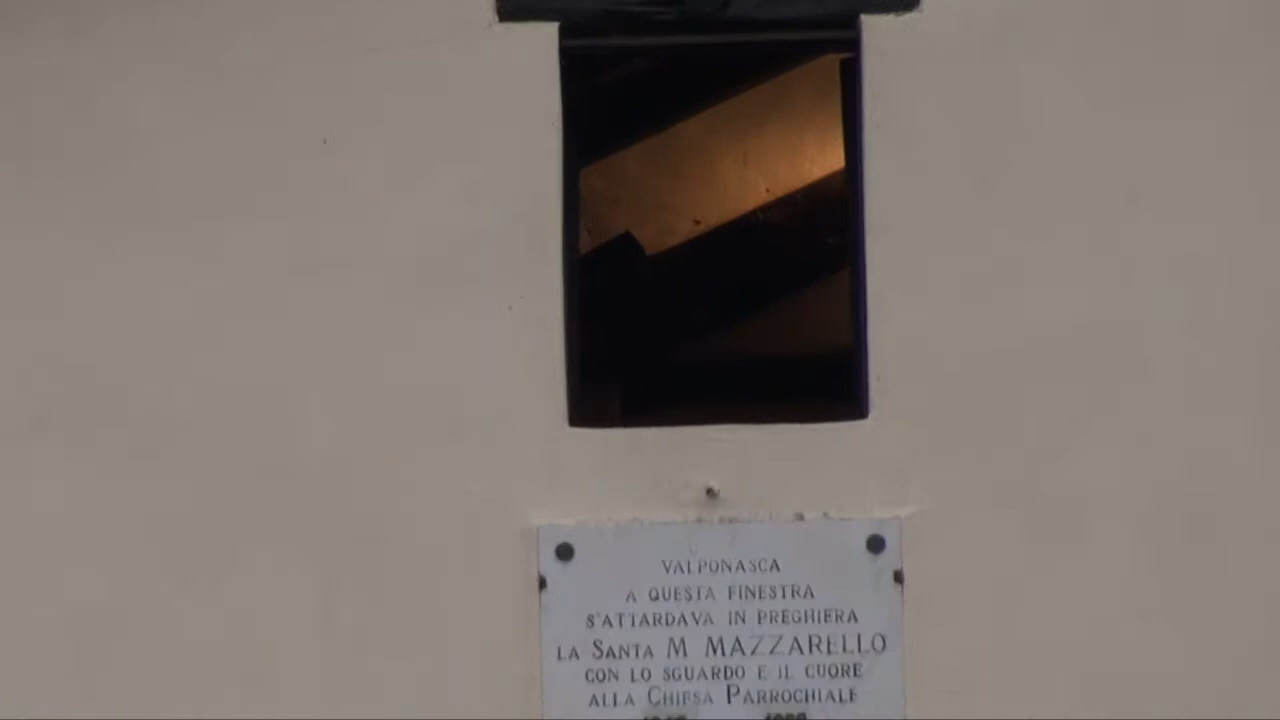 VALPONASCA
A QUESTA FINESTRA
S'ATTARDAVA IN PREGHIERA
LA SANTA M MAZZARELLO
CON LO SGUARDO E IL CUORE
ALLA CHIESA PARROCHIALE